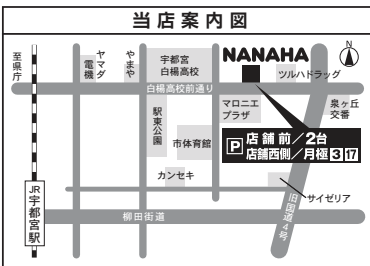 当店案内図
至県庁
ヤマダ電機
やまや
宇都宮
白楊高校
NANAHA
N
ツルハドラッグ
白楊高校前通り
駅東公園
マロニエ
プラザ
泉ヶ丘
交番
市体育館
P 店舗前／2台
店舗西側／月極 3 17
カンセキ
JR宇都宮駅
サイゼリア
柳田街道
旧国道4号